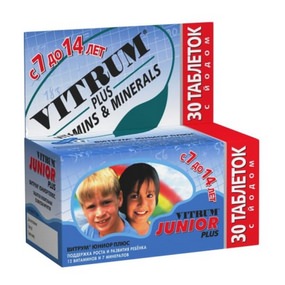 С 7 ДО 14 ЛЕТ
VITRUM®
PLUS
VITAMINS & MINERALS
30 ТАБЛЕТОК
С ЙОДОМ
С 7 ДО 14 ЛЕТ
VITRUM®
JUNIOR
PLUS
ВИТРУМ® ЮНИОР ПЛЮС
ПОДДЕРЖКА РОСТА И РАЗВИТИЯ РЕБЁНКА
13 ВИТАМИНОВ И 7 МИНЕРАЛОВ
30 ТАБЛЕТОК
С ЙОДОМ